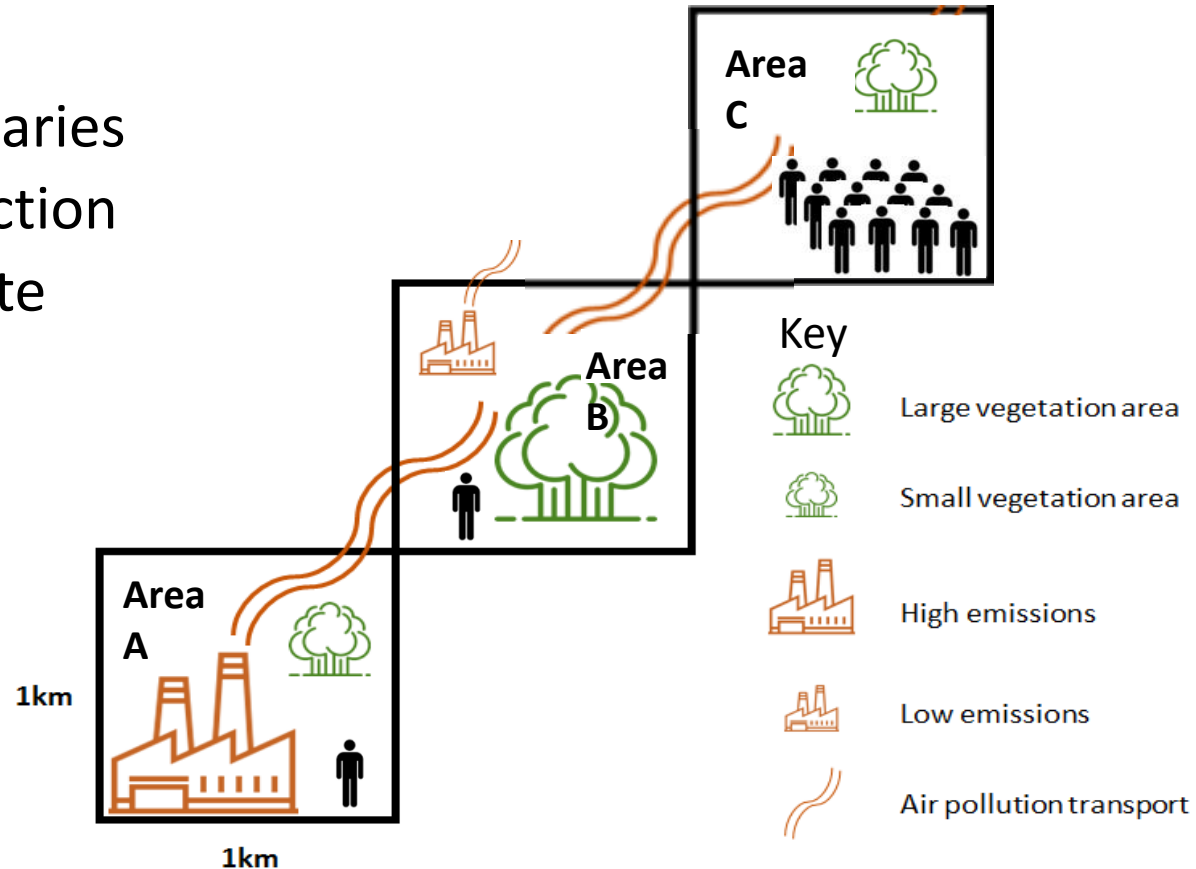 aries
ction
te
Area
C
Area
B
Area
A
1km
1km
Key
Large vegetation area
Small vegetation area
High emissions
Low emissions
Air pollution transport